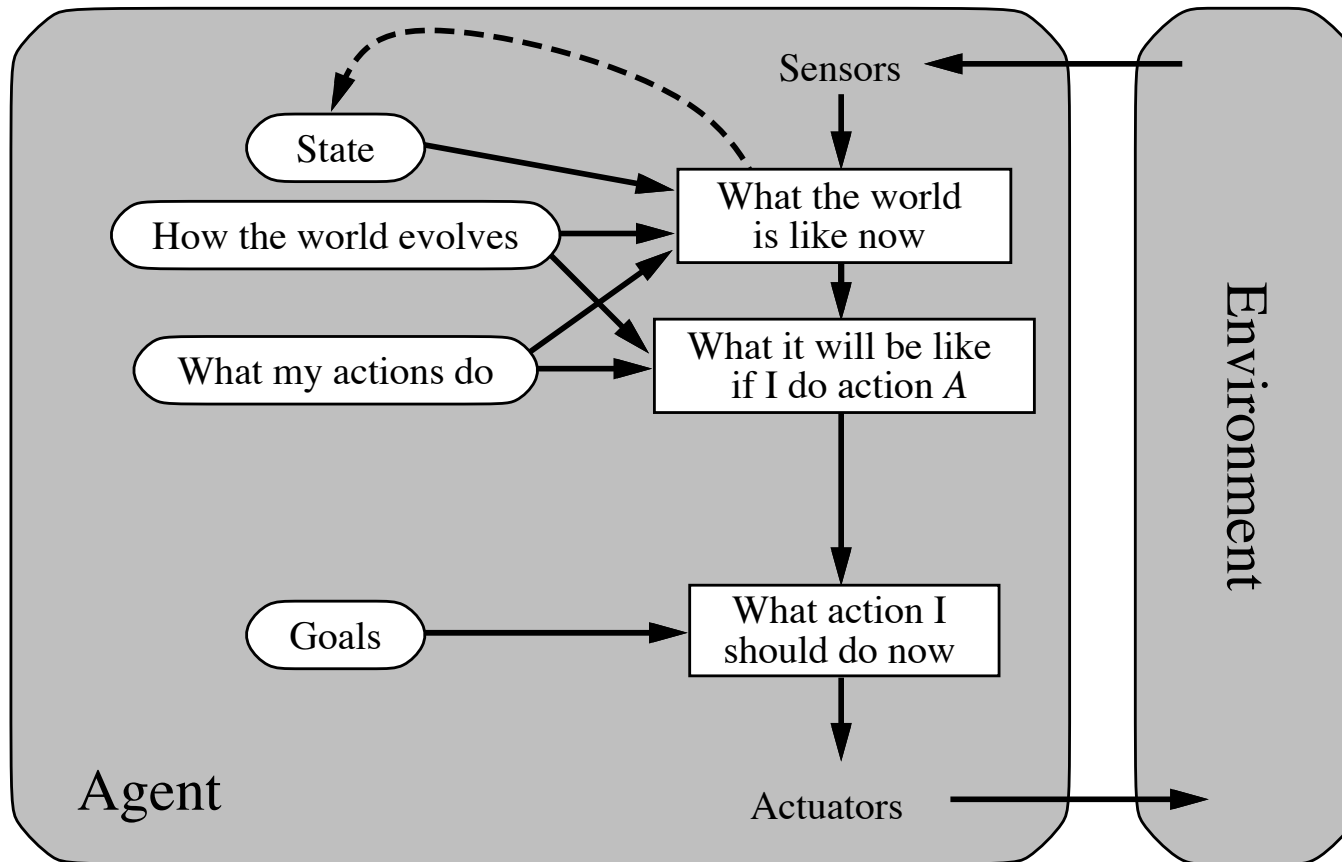 Sensors
State
What the world
is like now
How the world evolves
What my actions do
What it will be like
if I do action A
Goals
What action I
should do now
Agent
Actuators
Environment